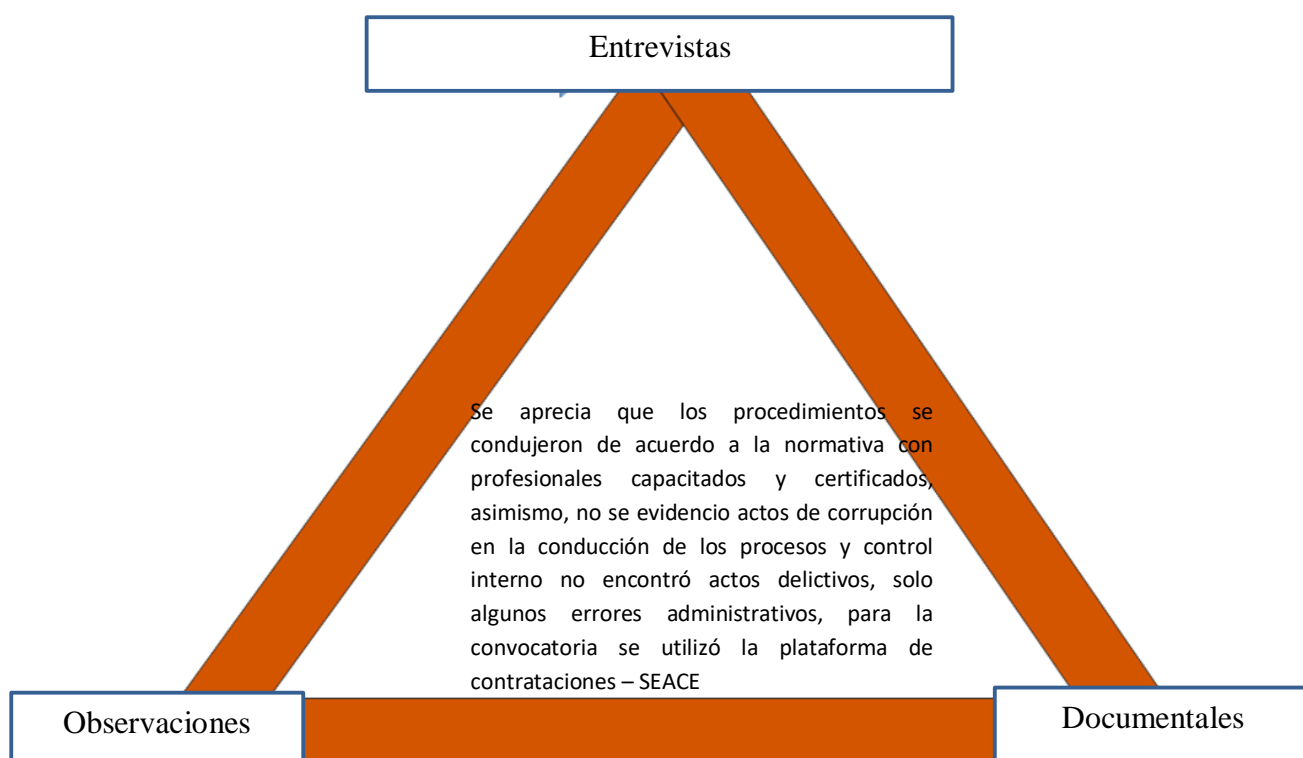 Entrevistas
Se aprecia que los procedimientos se
condujeron de acuerdo a la normativa con
profesionales capacitados y certificados,
asimismo, no se evidencio actos de corrupción
en la conducción de los procesos y control
interno no encontró actos delictivos, solo
algunos errores administrativos, para la
convocatoria se utilizó la plataforma de
contrataciones – SEACE
Observaciones
Documentales